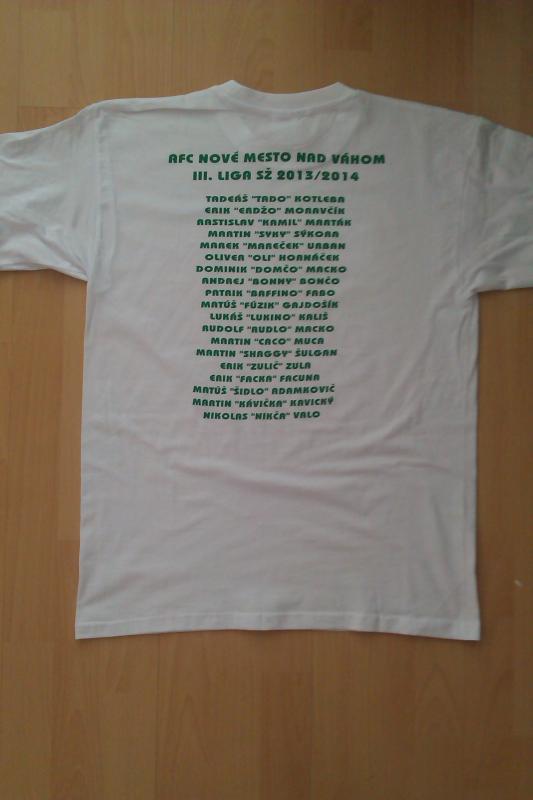 AFC NOVÉ MESTO NAD VÁHOM
III. LIGA SŽ 2013/2014
TADEÁŠ "TADO" KOTLEBA
ERIK "ERDŽO" MORAVČÍK
RASTISLAV "KAMIL" MARTÁK
MARTIN "SYKY" SÝKORA
MAREK "MAREČEK" URBAN
OLIVER "OLI" HORNÁČEK
DOMINIK "DOMČO" MACKO
ANDREJ "BONNY" BONČO
PATRIK "BAFFINO" FABO
MATÚŠ "FÚZIK" GAJDOŠÍK
LUKÁŠ "LUKINO" KALIŠ
RUDOLF "RUDLO" MACKO
MARTIN "CACO" MUCA
MARTIN "SHAGGY" ŠULGAN
ERIK "ZULIČ" ZULA
ERIK "FACKA" FACUNA
MATÚŠ "ŠIDLO" ADAMKOVIČ
MARTIN "KÁVIČKA" KAVICKÝ
NIKOLAS "NIKČA" VALO